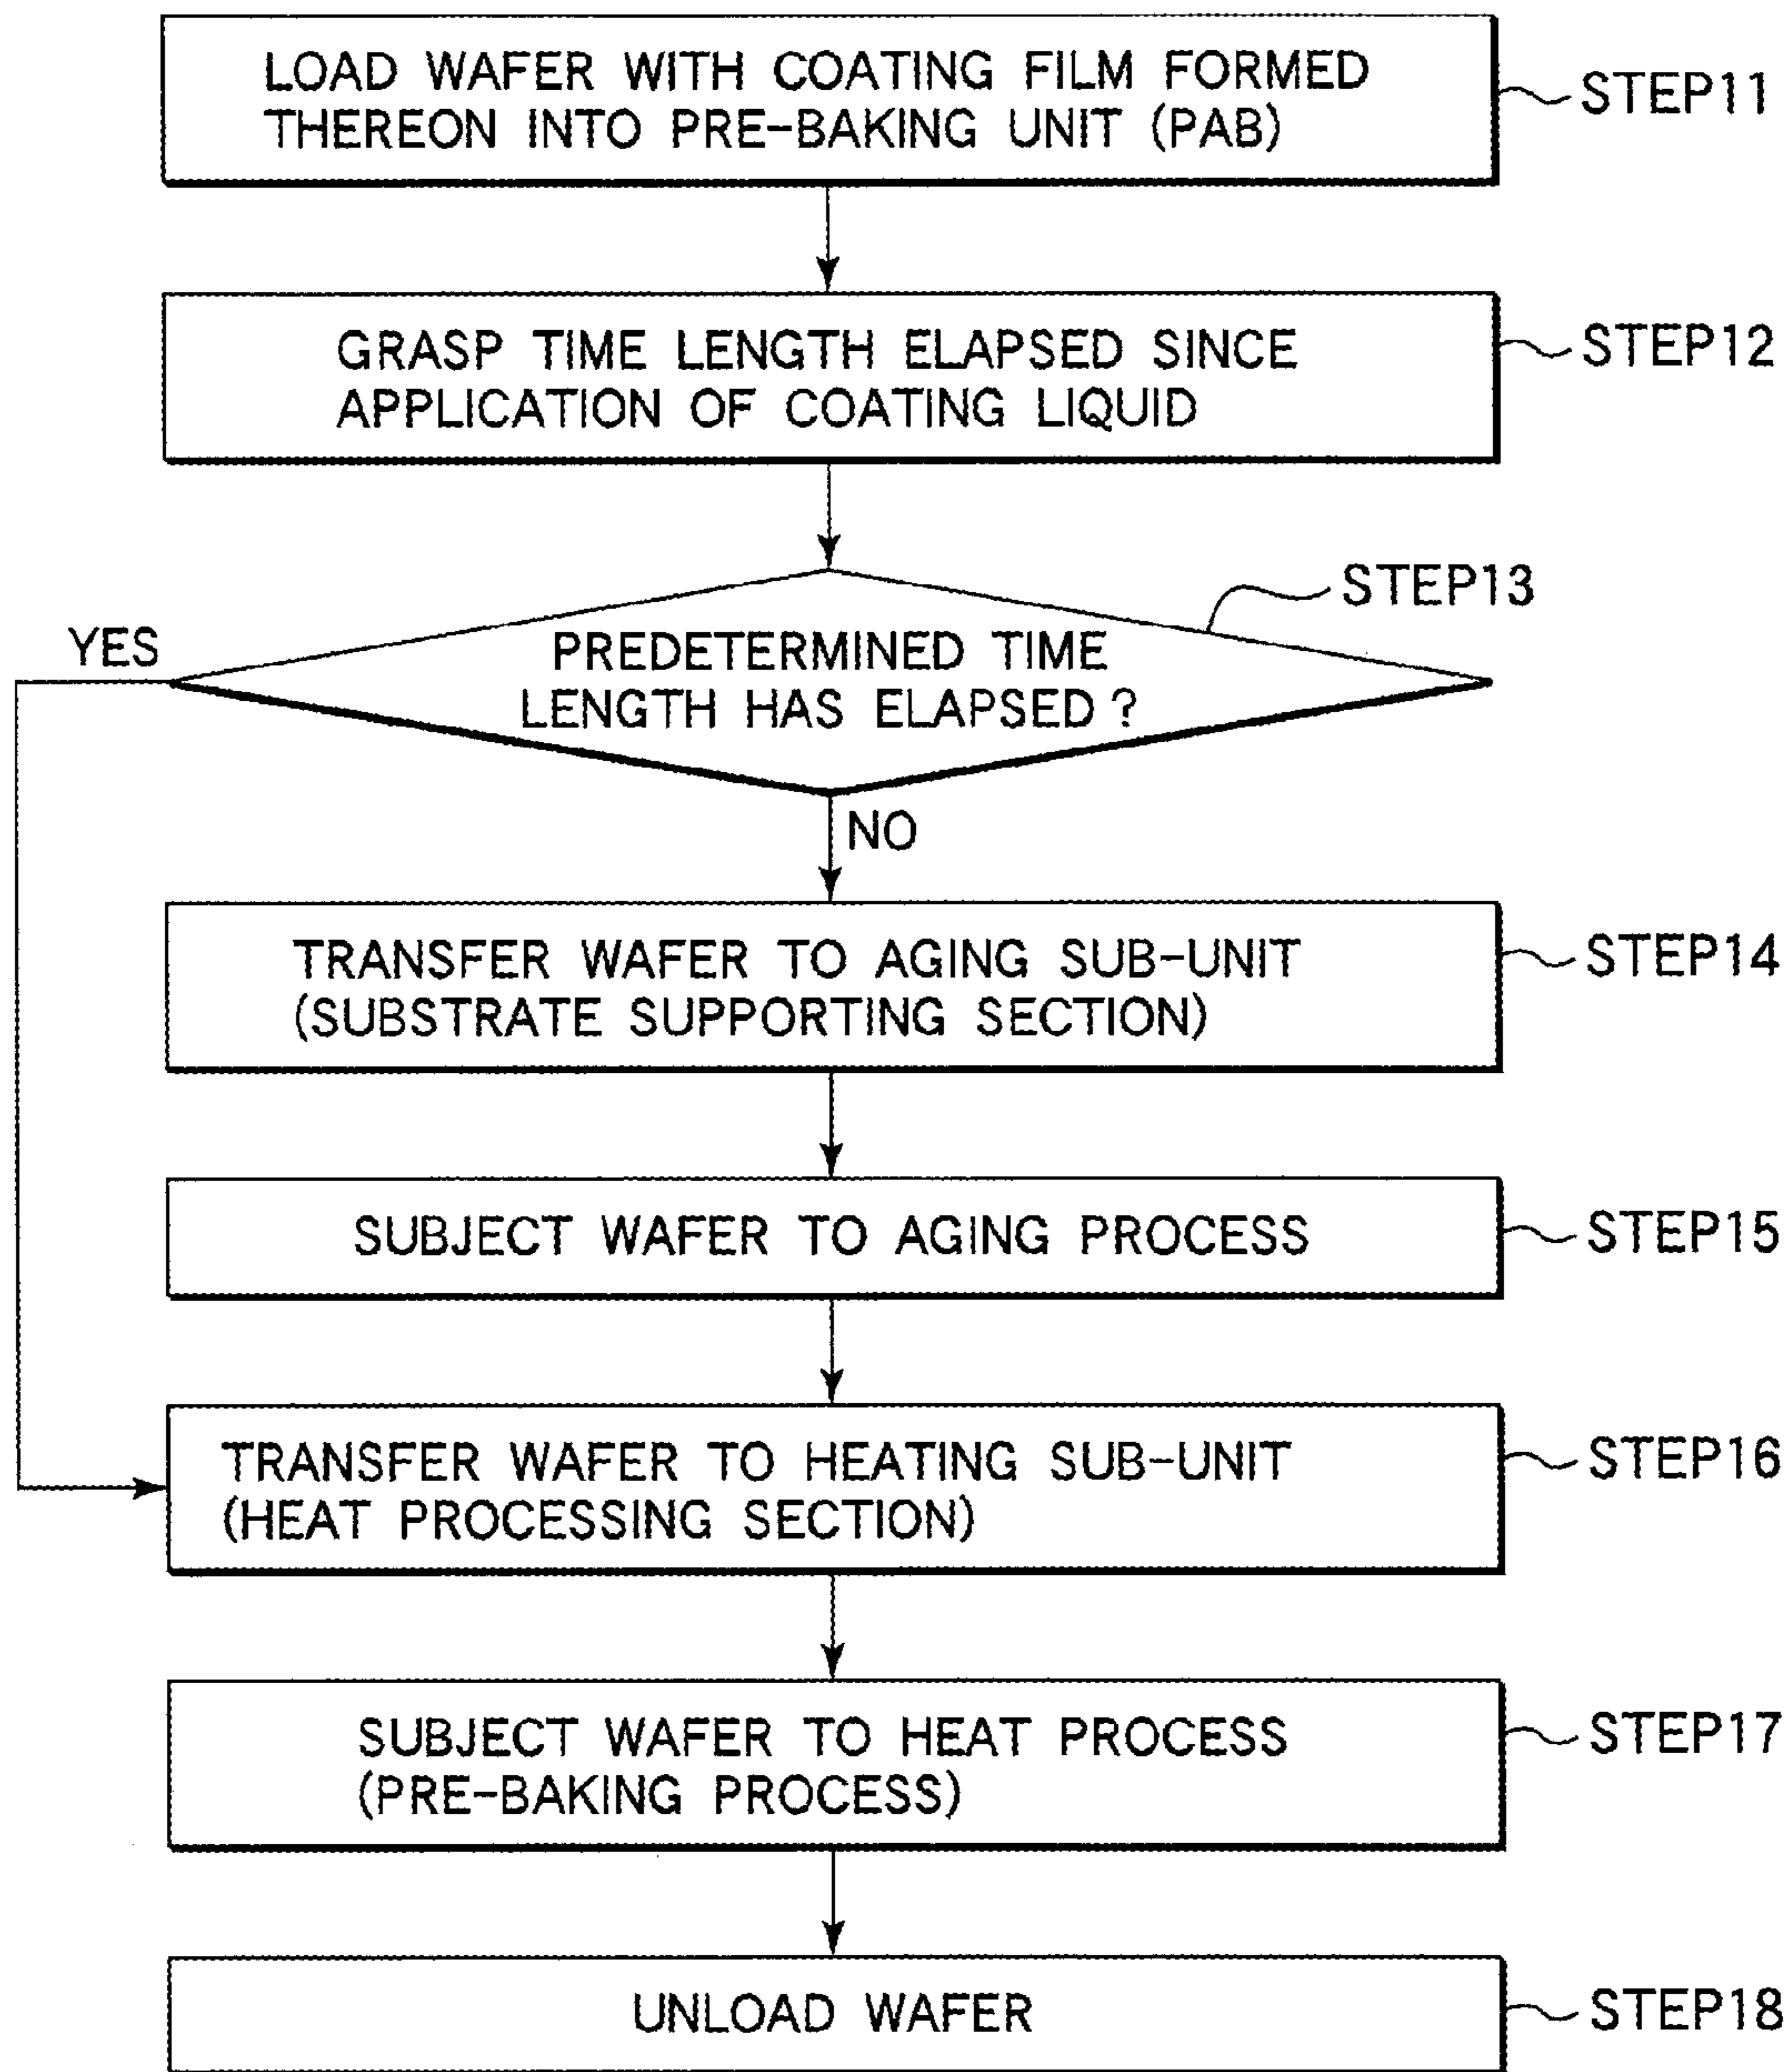 LOAD WAFER WITH COATING FILM FORMED
THEREON INTO PRE-BAKING UNIT (PAB)
STEP11
GRASP TIME LENGTH ELAPSED SINCE
APPLICATION OF COATING LIQUID
STEP12
STEP13
YES
PREDETERMINED TIME
LENGTH HAS ELAPSED ?
NO
TRANSFER WAFER TO AGING SUB-UNIT
(SUBSTRATE SUPPORTING SECTION)
STEP14
SUBJECT WAFER TO AGING PROCESS
STEP15
TRANSFER WAFER TO HEATING SUB-UNIT
(HEAT PROCESSING SECTION)
STEP16
SUBJECT WAFER TO HEAT PROCESS
(PRE-BAKING PROCESS)
STEP17
UNLOAD WAFER
STEP18